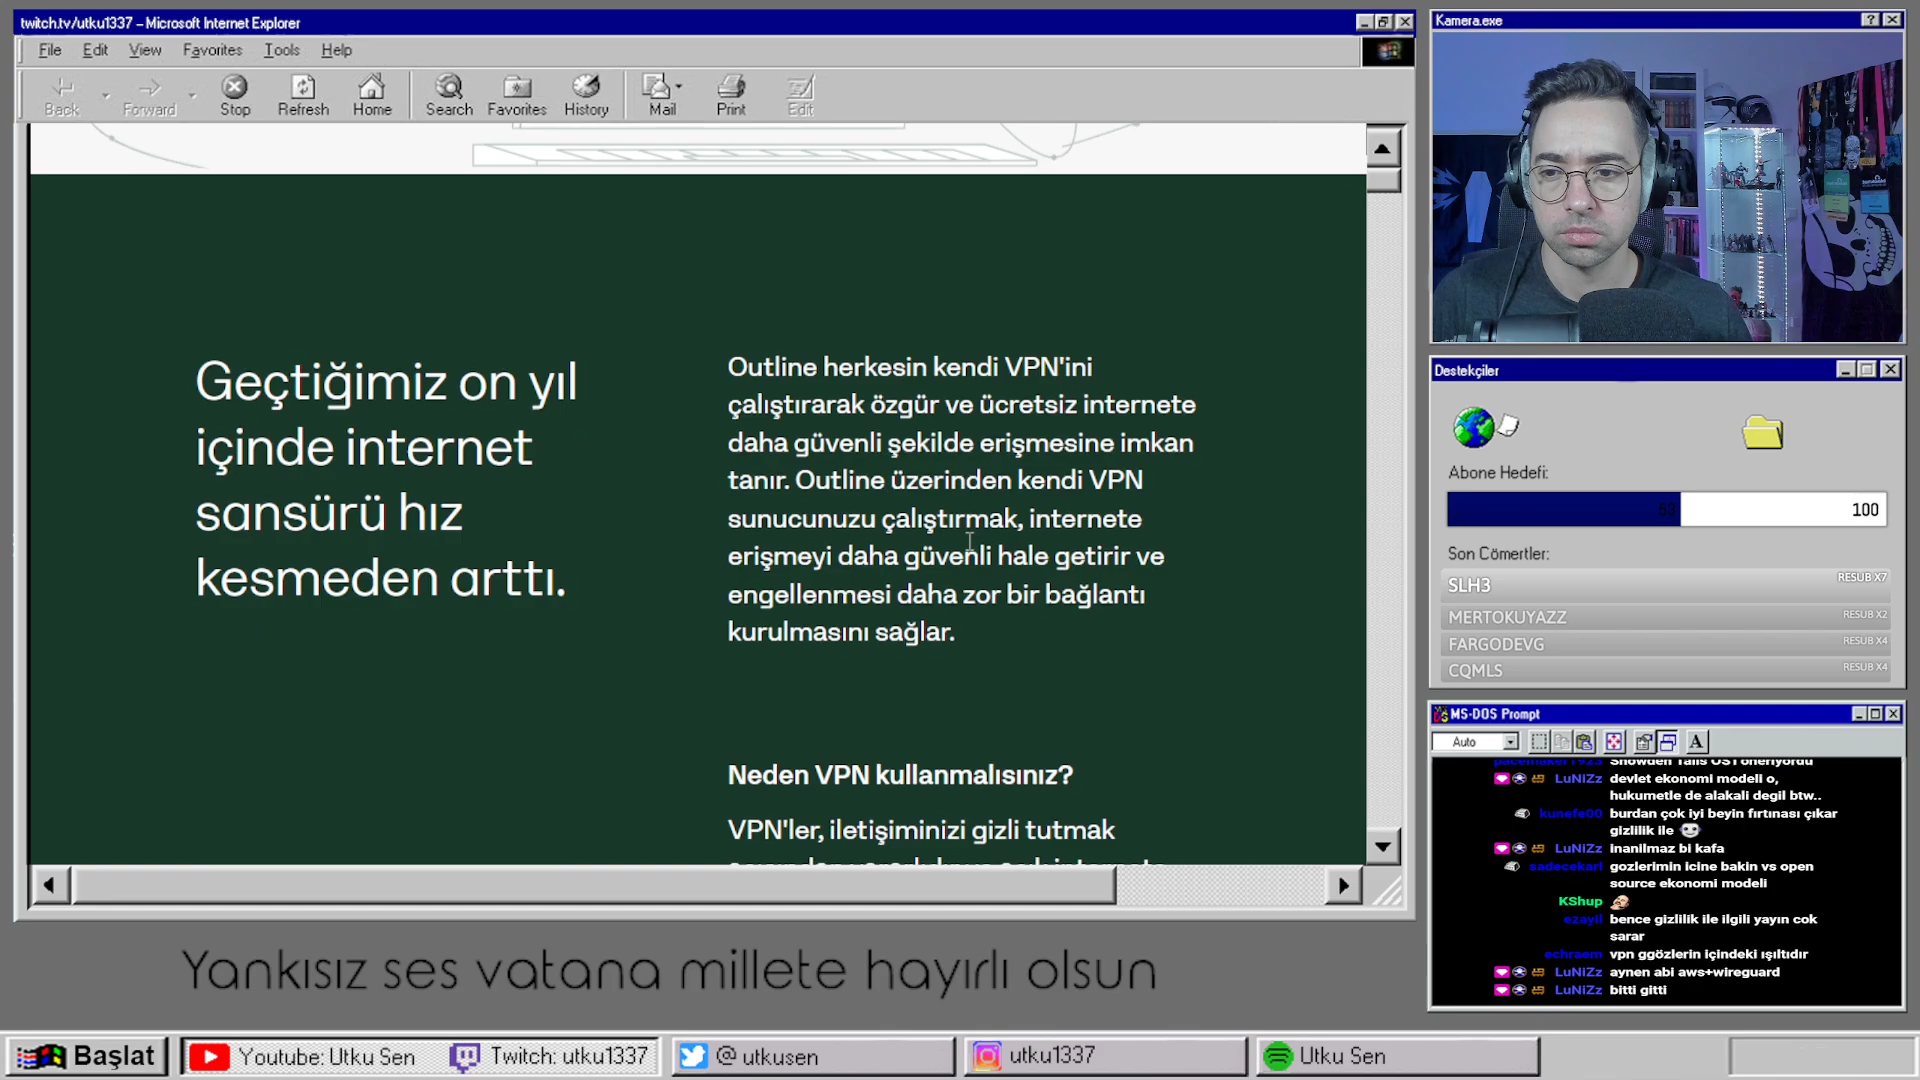 twitch.tv/utku1337 – Microsoft Internet Explorer
File Edit View Favorites Tools Help
Back Forward Stop Refresh Home Search Favorites History Mail Print Edit
Geçtiğimiz on yıl
içinde internet
sansürü hız
kesmeden arttı.
Outline herkesin kendi VPN'ini
çalıştırarak özgür ve ücretsiz internete
daha güvenli şekilde erişmesine imkan
tanır. Outline üzerinden kendi VPN
sunucunuzu çalıştırmak, internete
erişmeyi daha güvenli hale getirir ve
engellenmesi daha zor bir bağlantı
kurulmasını sağlar.
Neden VPN kullanmalısınız?
VPN'ler, iletişiminizi gizli tutmak
Yankısız ses vatana millete hayırlı olsun
Kamera.exe
Destekçiler
Abone Hedefi:
53 100
Son Cömertler:
SLH3 RESUB X7
MERTOKUYAZZ RESUB X2
FARGODEVG RESUB X4
CQMLS RESUB X4
MS-DOS Prompt
Auto
A
pacemaker1923 Snowden Tails OS'i öneriyordu
LuNiZz devlet ekonomi modeli o,
hukumetle de alakali degil btw..
kunefe00 burdan çok iyi beyin fırtınası çıkar
gizlilik ile
LuNiZz inanilmaz bi kafa
sadecekarl gozlerimin icine bakin vs open
source ekonomi modeli
KShup
ezayil bence gizlilik ile ilgili yayın cok
sarar
echraem vpn ggözlerin içindeki ışıltıdır
LuNiZz aynen abi aws+wireguard
LuNiZz bitti gitti
Başlat Youtube: Utku Sen Twitch: utku1337 @utkusen utku1337 Utku Sen